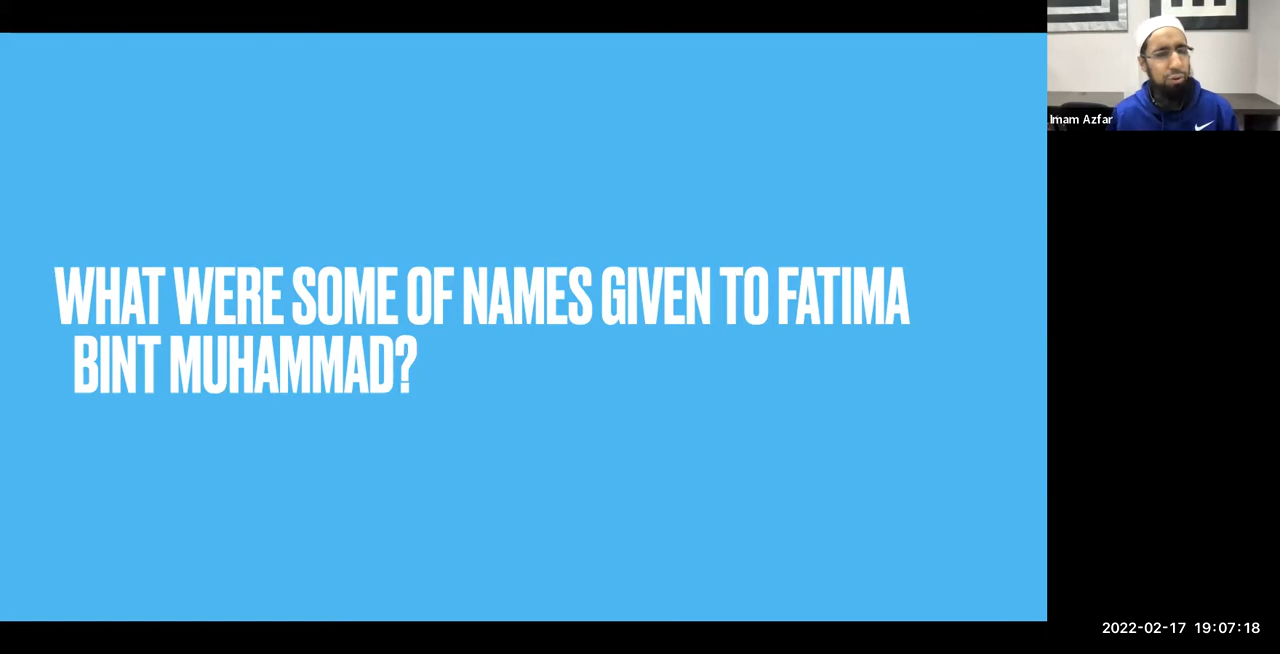 WHAT WERE SOME OF NAMES GIVEN TO FATIMA
BINT MUHAMMAD?
Imam Azfar
2022-02-17 19:07:18